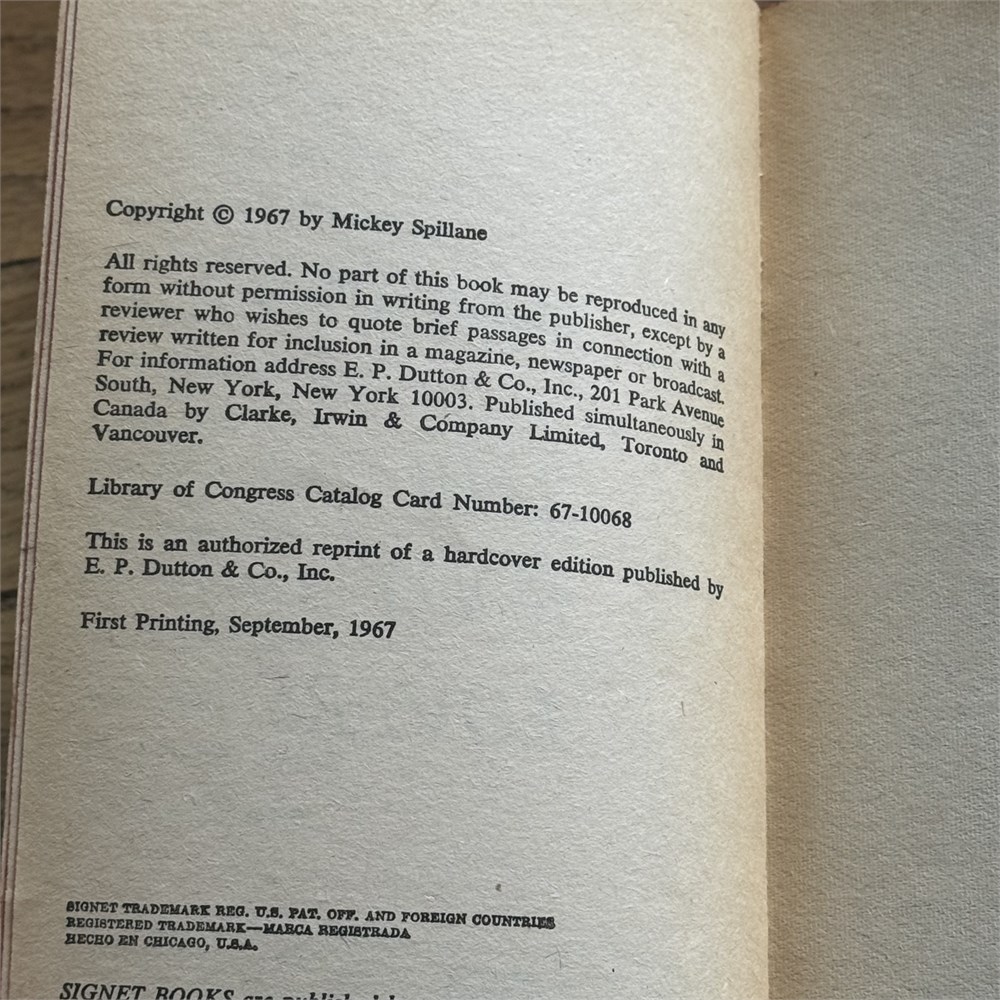 Copyright © 1967 by Mickey Spillane
All rights reserved. No part of this book may be reproduced in any
form without permission in writing from the publisher, except by a
reviewer who wishes to quote brief passages in connection with a
review written for inclusion in a magazine, newspaper or broadcast.
For information address E. P. Dutton & Co., Inc., 201 Park Avenue
South, New York, New York 10003. Published simultaneously in
Canada by Clarke, Irwin & Company Limited, Toronto and
Vancouver.
Library of Congress Catalog Card Number: 67-10068
This is an authorized reprint of a hardcover edition published by
E. P. Dutton & Co., Inc.
First Printing, September, 1967
SIGNET TRADEMARK REG. U.S. PAT. OFF. AND FOREIGN COUNTRIES
REGISTERED TRADEMARK—MARCA REGISTRADA
HECHO EN CHICAGO, U.S.A.
SIGNET BOOKS are published